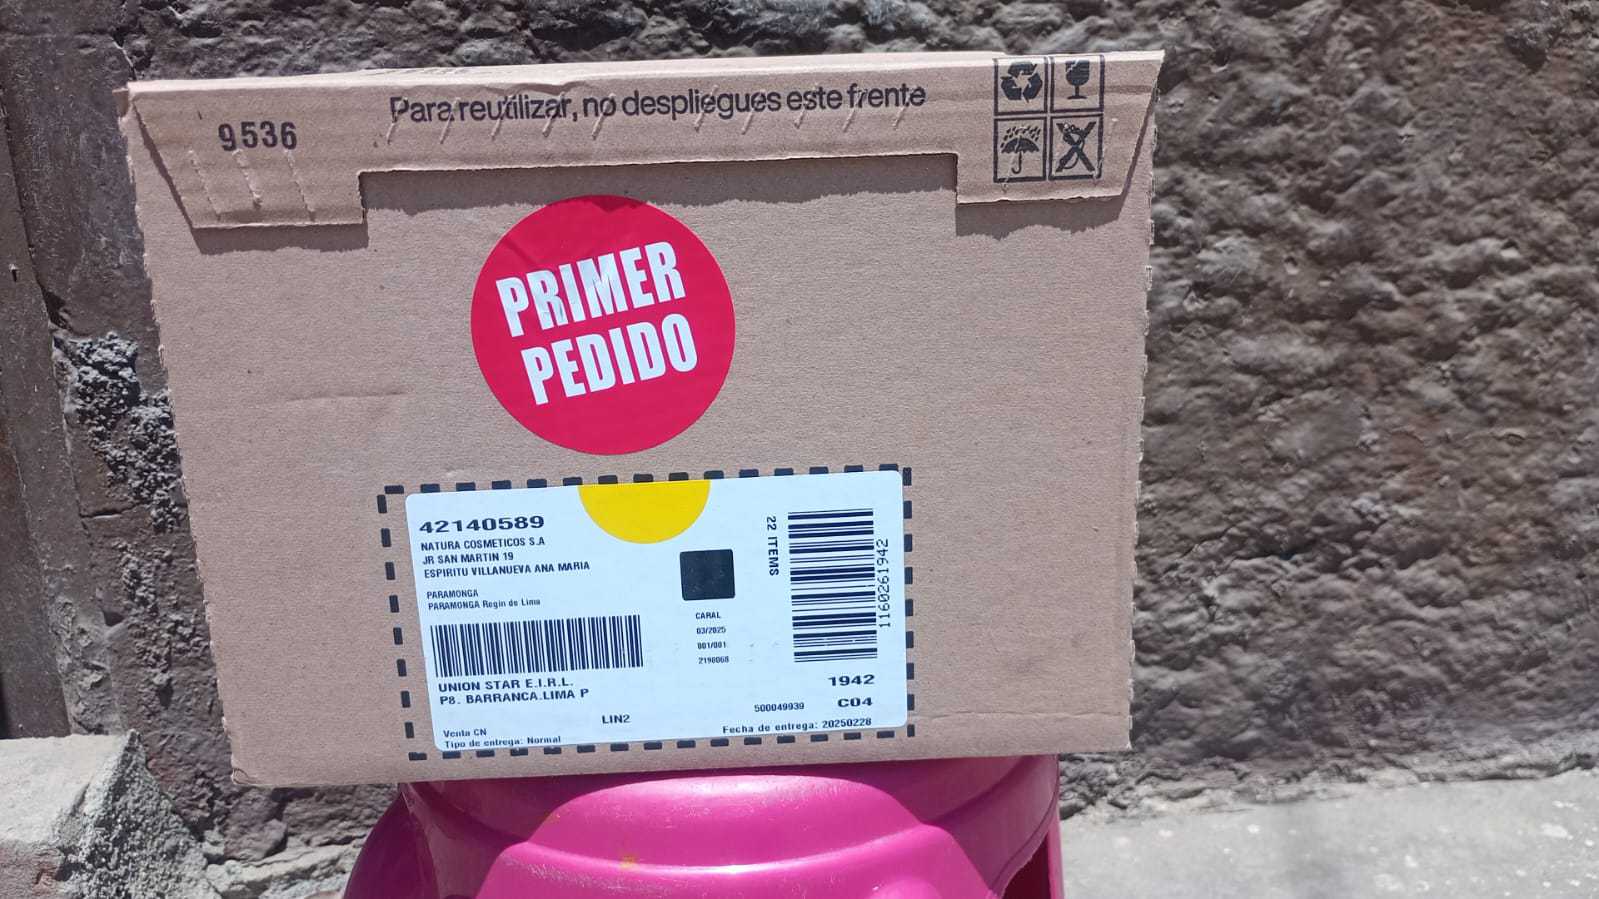 Para reutilizar, no despliegues este frente
9536
PRIMER
PEDIDO
42140589
NATURA COSMETICOS S.A
JR SAN MARTIN 19
ESPIRITU VILLANUEVA ANA MARIA
PARAMONGA
PARAMONGA Regin de Lima
UNION STAR E.I.R.L.
P8. BARRANCA.LIMA P
LIN2
Venta CN
Tipo de entrega: Normal
CARAL
03/2025
001/001
2198068
22 ITEMS
1160261942
1942
500049939
C04
Fecha de entrega: 20250228